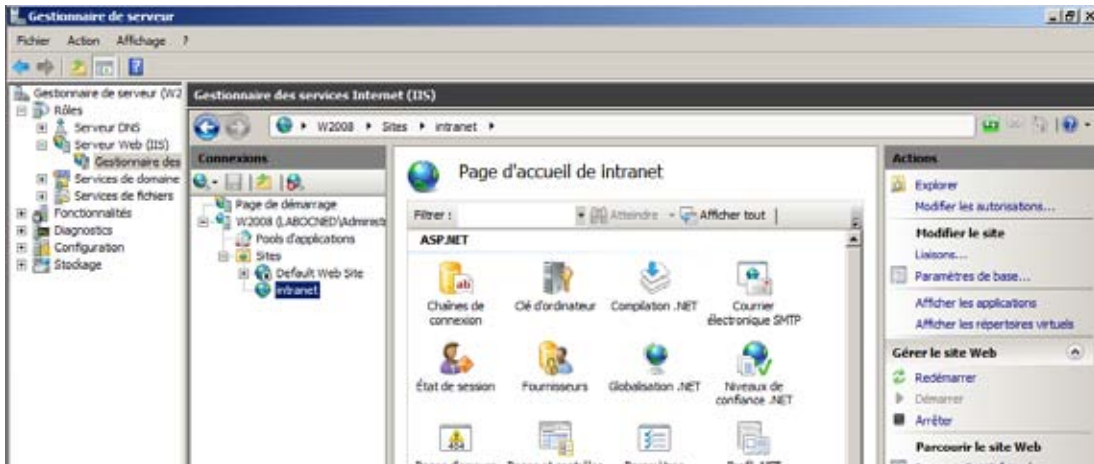 Gestionnaire de serveur
Fichier Action Affichage ?
Gestionnaire de serveur (W2
Rôles
Serveur DNS
Serveur Web (IIS)
Gestionnaire des
Services de domaine
Services de fichiers
Fonctionnalités
Diagnostics
Configuration
Stockage
Gestionnaire des services Internet (IIS)
W2008 Sites intranet
Connexions
Page de démarrage
W2008 (LABOCNED\Administ
Pools d'applications
Sites
Default Web Site
intranet
Page d'accueil de intranet
Filtrer : Atteindre Afficher tout
ASP.NET
Chaînes de connexion
Clé d'ordinateur
Compilation .NET
Courrier électronique SMTP
État de session
Fournisseurs
Globalisation .NET
Niveaux de confiance .NET
404
Actions
Explorer
Modifier les autorisations...
Modifier le site
Liaisons...
Paramètres de base...
Afficher les applications
Afficher les répertoires virtuels
Gérer le site Web
Redémarrer
Démarrer
Arrêter
Parcourir le site Web